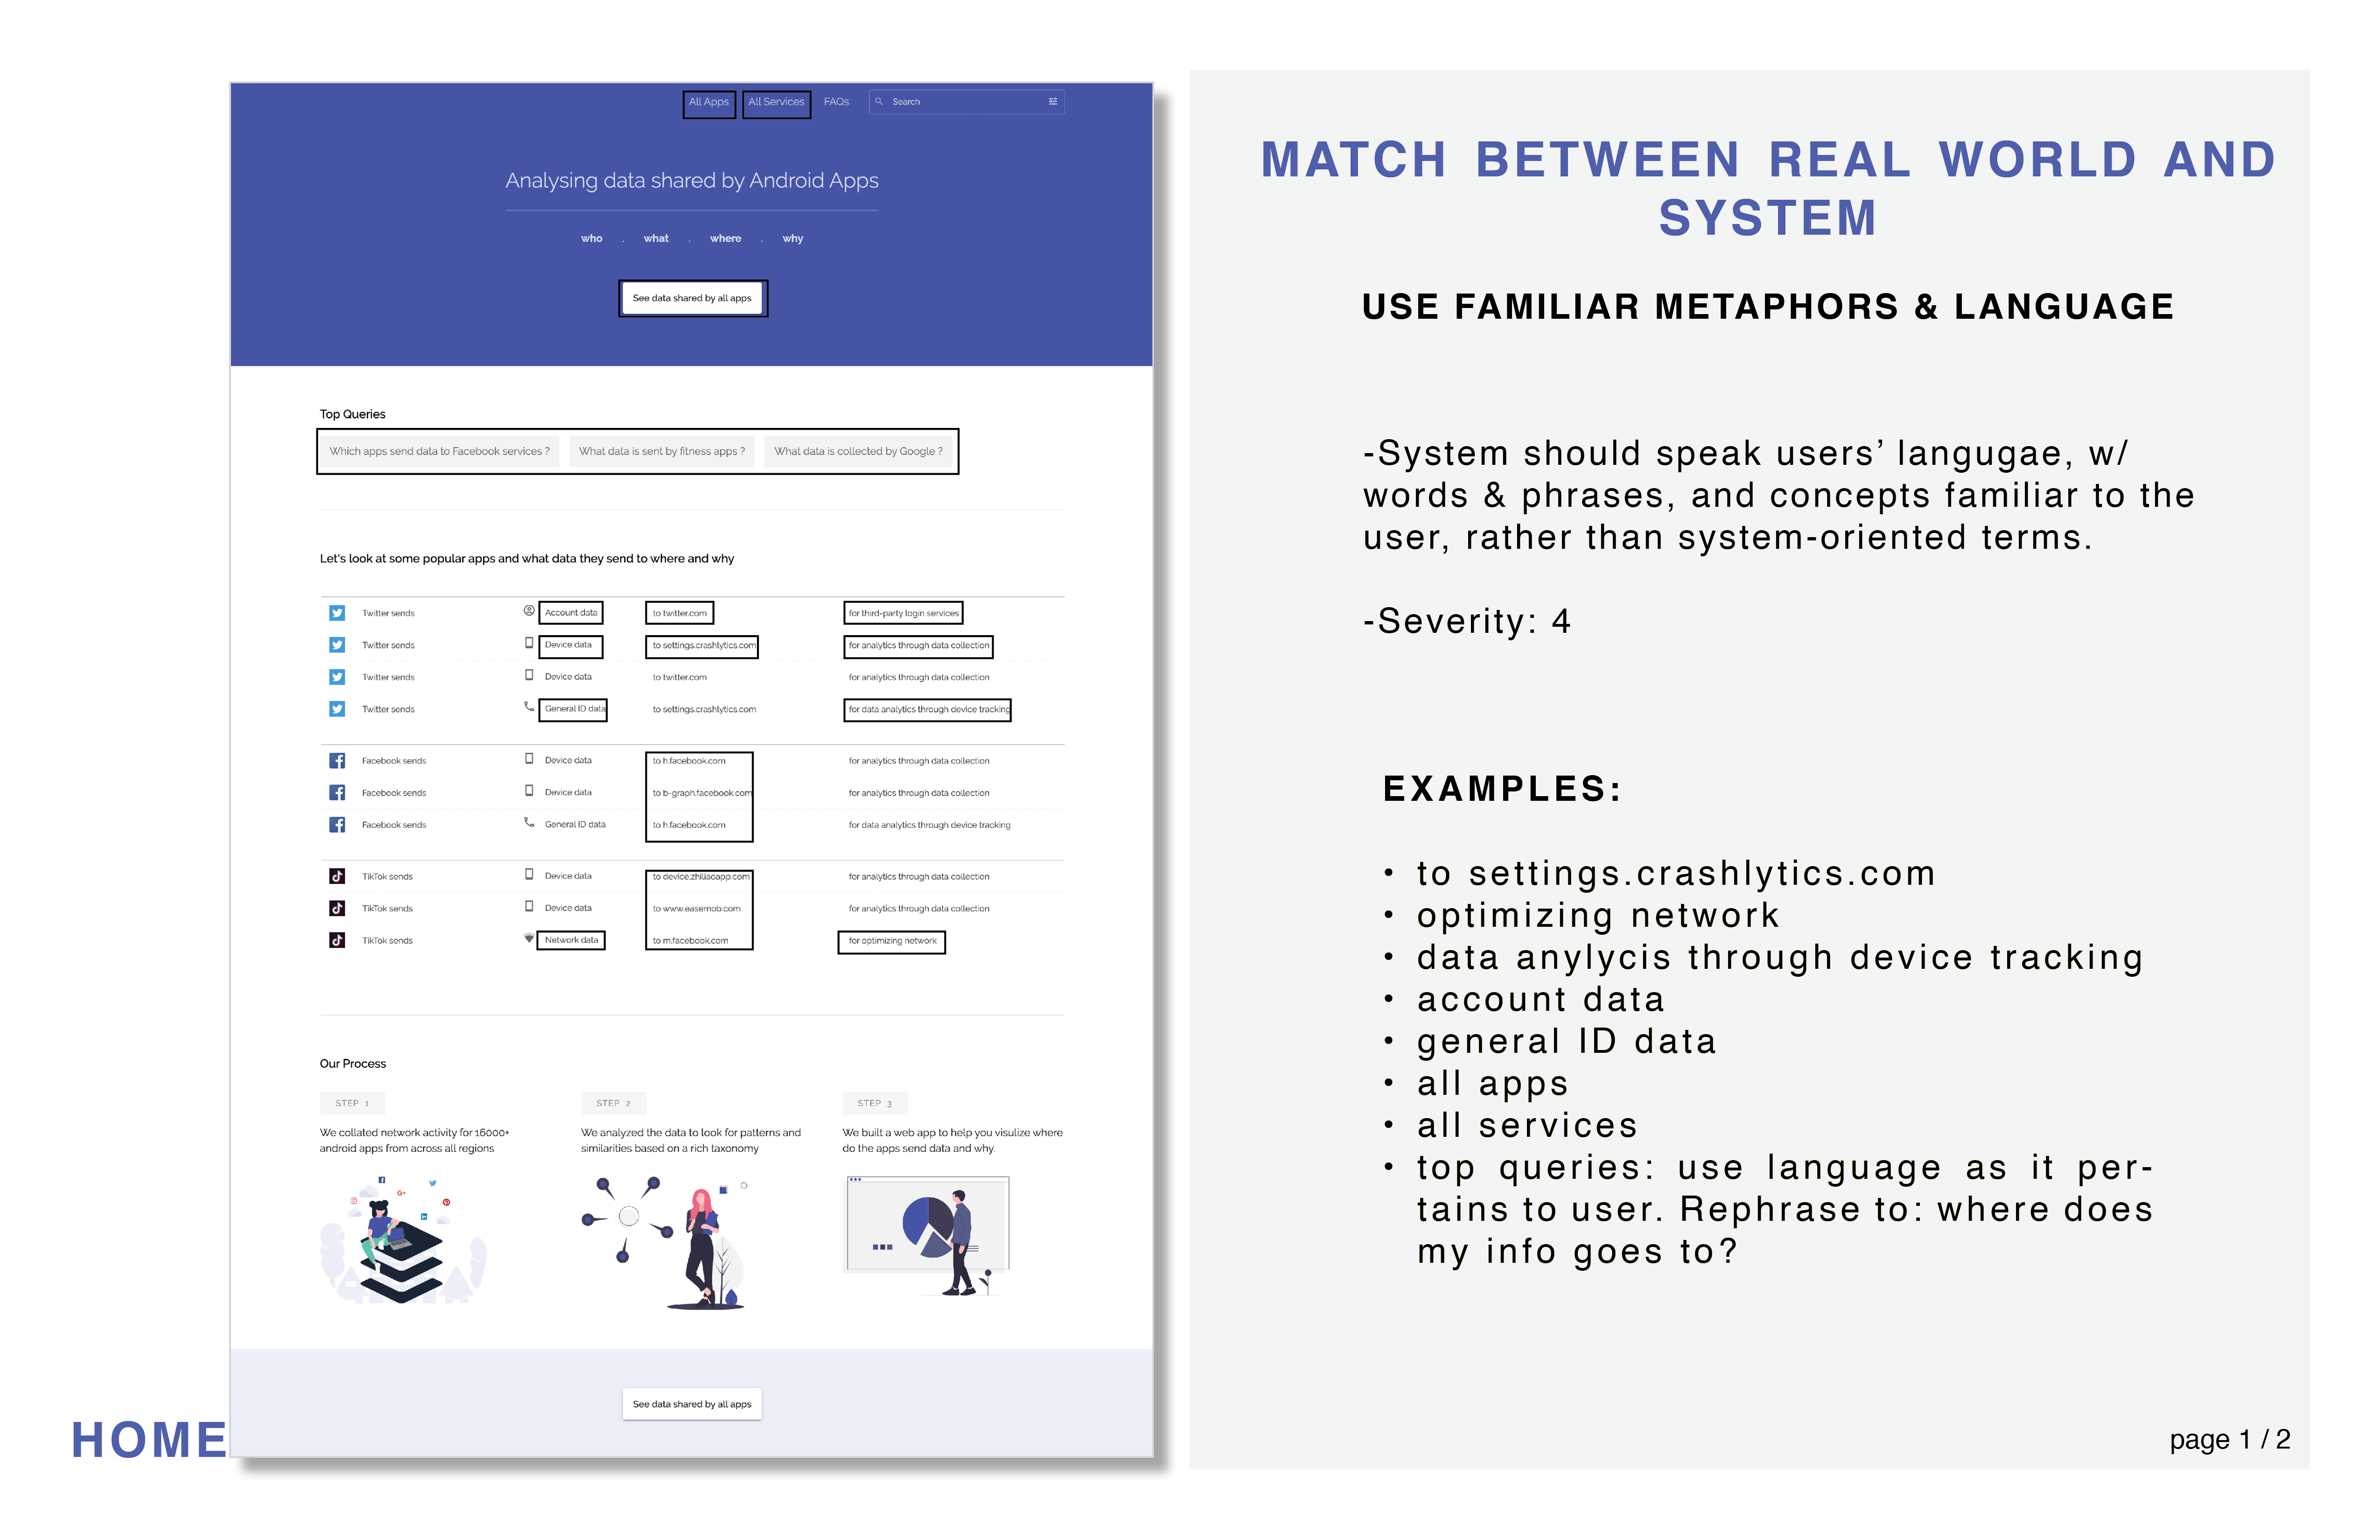 All Apps All Services FAQs Search
Analysing data shared by Android Apps
who . what . where . why
See data shared by all apps
Top Queries
Which apps send data to Facebook services ? What data is sent by fitness apps ? What data is collected by Google ?
Let's look at some popular apps and what data they send to where and why
Twitter sends Account data to twitter.com for third-party login services
Twitter sends Device data to settings.crashlytics.com for analytics through data collection
Twitter sends Device data to twitter.com for analytics through data collection
Twitter sends General ID data to settings.crashlytics.com for data analytics through device tracking
Facebook sends Device data to h.facebook.com for analytics through data collection
Facebook sends Device data to b-graph.facebook.com for analytics through data collection
Facebook sends General ID data to h.facebook.com for data analytics through device tracking
TikTok sends Device data to device.zhiliaoapp.com for analytics through data collection
TikTok sends Device data to www.easemob.com for analytics through data collection
TikTok sends Network data to m.facebook.com for optimizing network
Our Process
STEP 1 STEP 2 STEP 3
We collated network activity for 16000+ We analyzed the data to look for patterns and We built a web app to help you visulize where
android apps from across all regions similarities based on a rich taxonomy do the apps send data and why.
See data shared by all apps
HOME
MATCH BETWEEN REAL WORLD AND
SYSTEM
USE FAMILIAR METAPHORS & LANGUAGE
-System should speak users’ langugae, w/
words & phrases, and concepts familiar to the
user, rather than system-oriented terms.
-Severity: 4
EXAMPLES:
• to settings.crashlytics.com
• optimizing network
• data anylycis through device tracking
• account data
• general ID data
• all apps
• all services
• top queries: use language as it per-
tains to user. Rephrase to: where does
my info goes to?
page 1 / 2